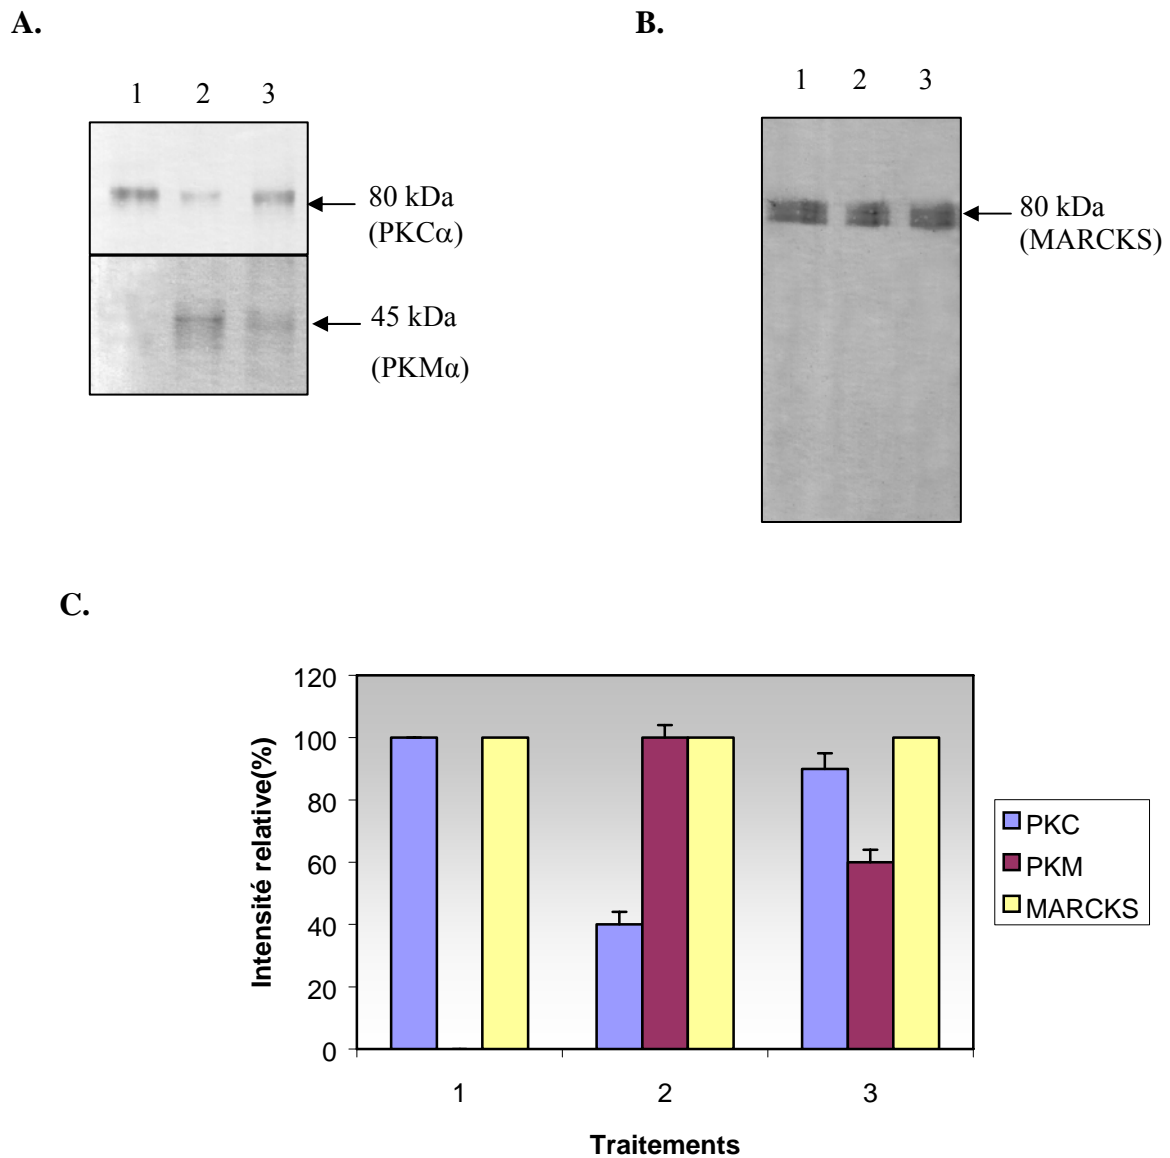 A.
1 2 3
80 kDa
(PKCα)
45 kDa
(PKMα)
B.
1 2 3
80 kDa
(MARCKS)
C.
Intensité relative(%)
120
100
80
60
40
20
0
1 2 3
Traitements
PKC
PKM
MARCKS